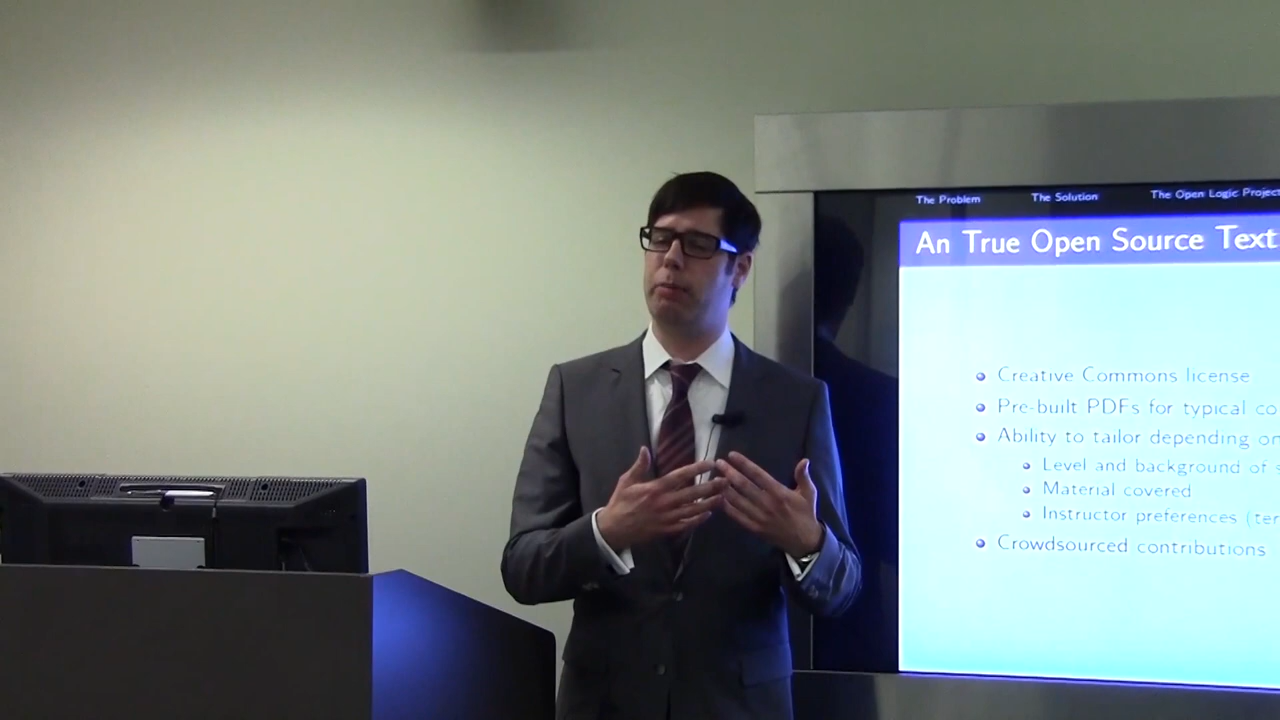 The Problem The Solution The Open Logic Project
An True Open Source Text
Creative Commons license
Pre-built PDFs for typical co
Ability to tailor depending on
Level and background of
Material covered
Instructor preferences (ter
Crowdsourced contributions